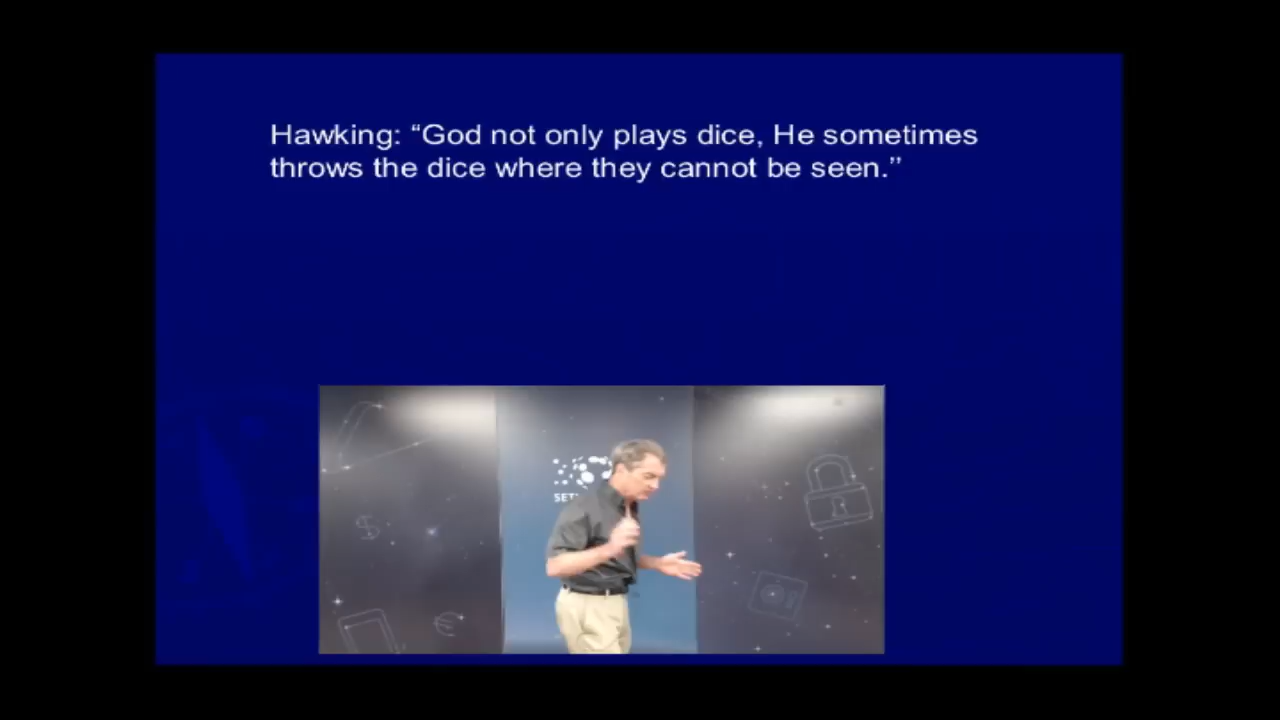 Hawking: “God not only plays dice, He sometimes
throws the dice where they cannot be seen.’’